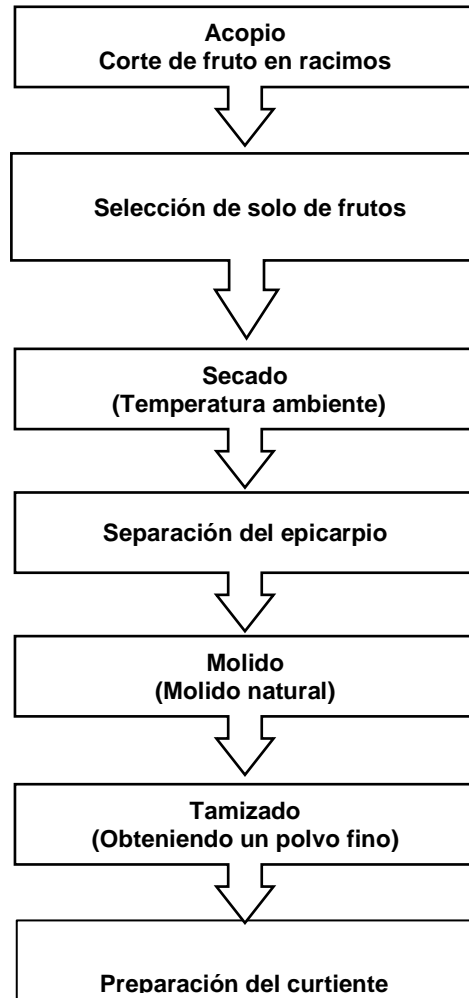 Acopio
Corte de fruto en racimos
Selección de solo de frutos
Secado
(Temperatura ambiente)
Separación del epicarpio
Molido
(Molido natural)
Tamizado
(Obteniendo un polvo fino)
Preparación del curtiente